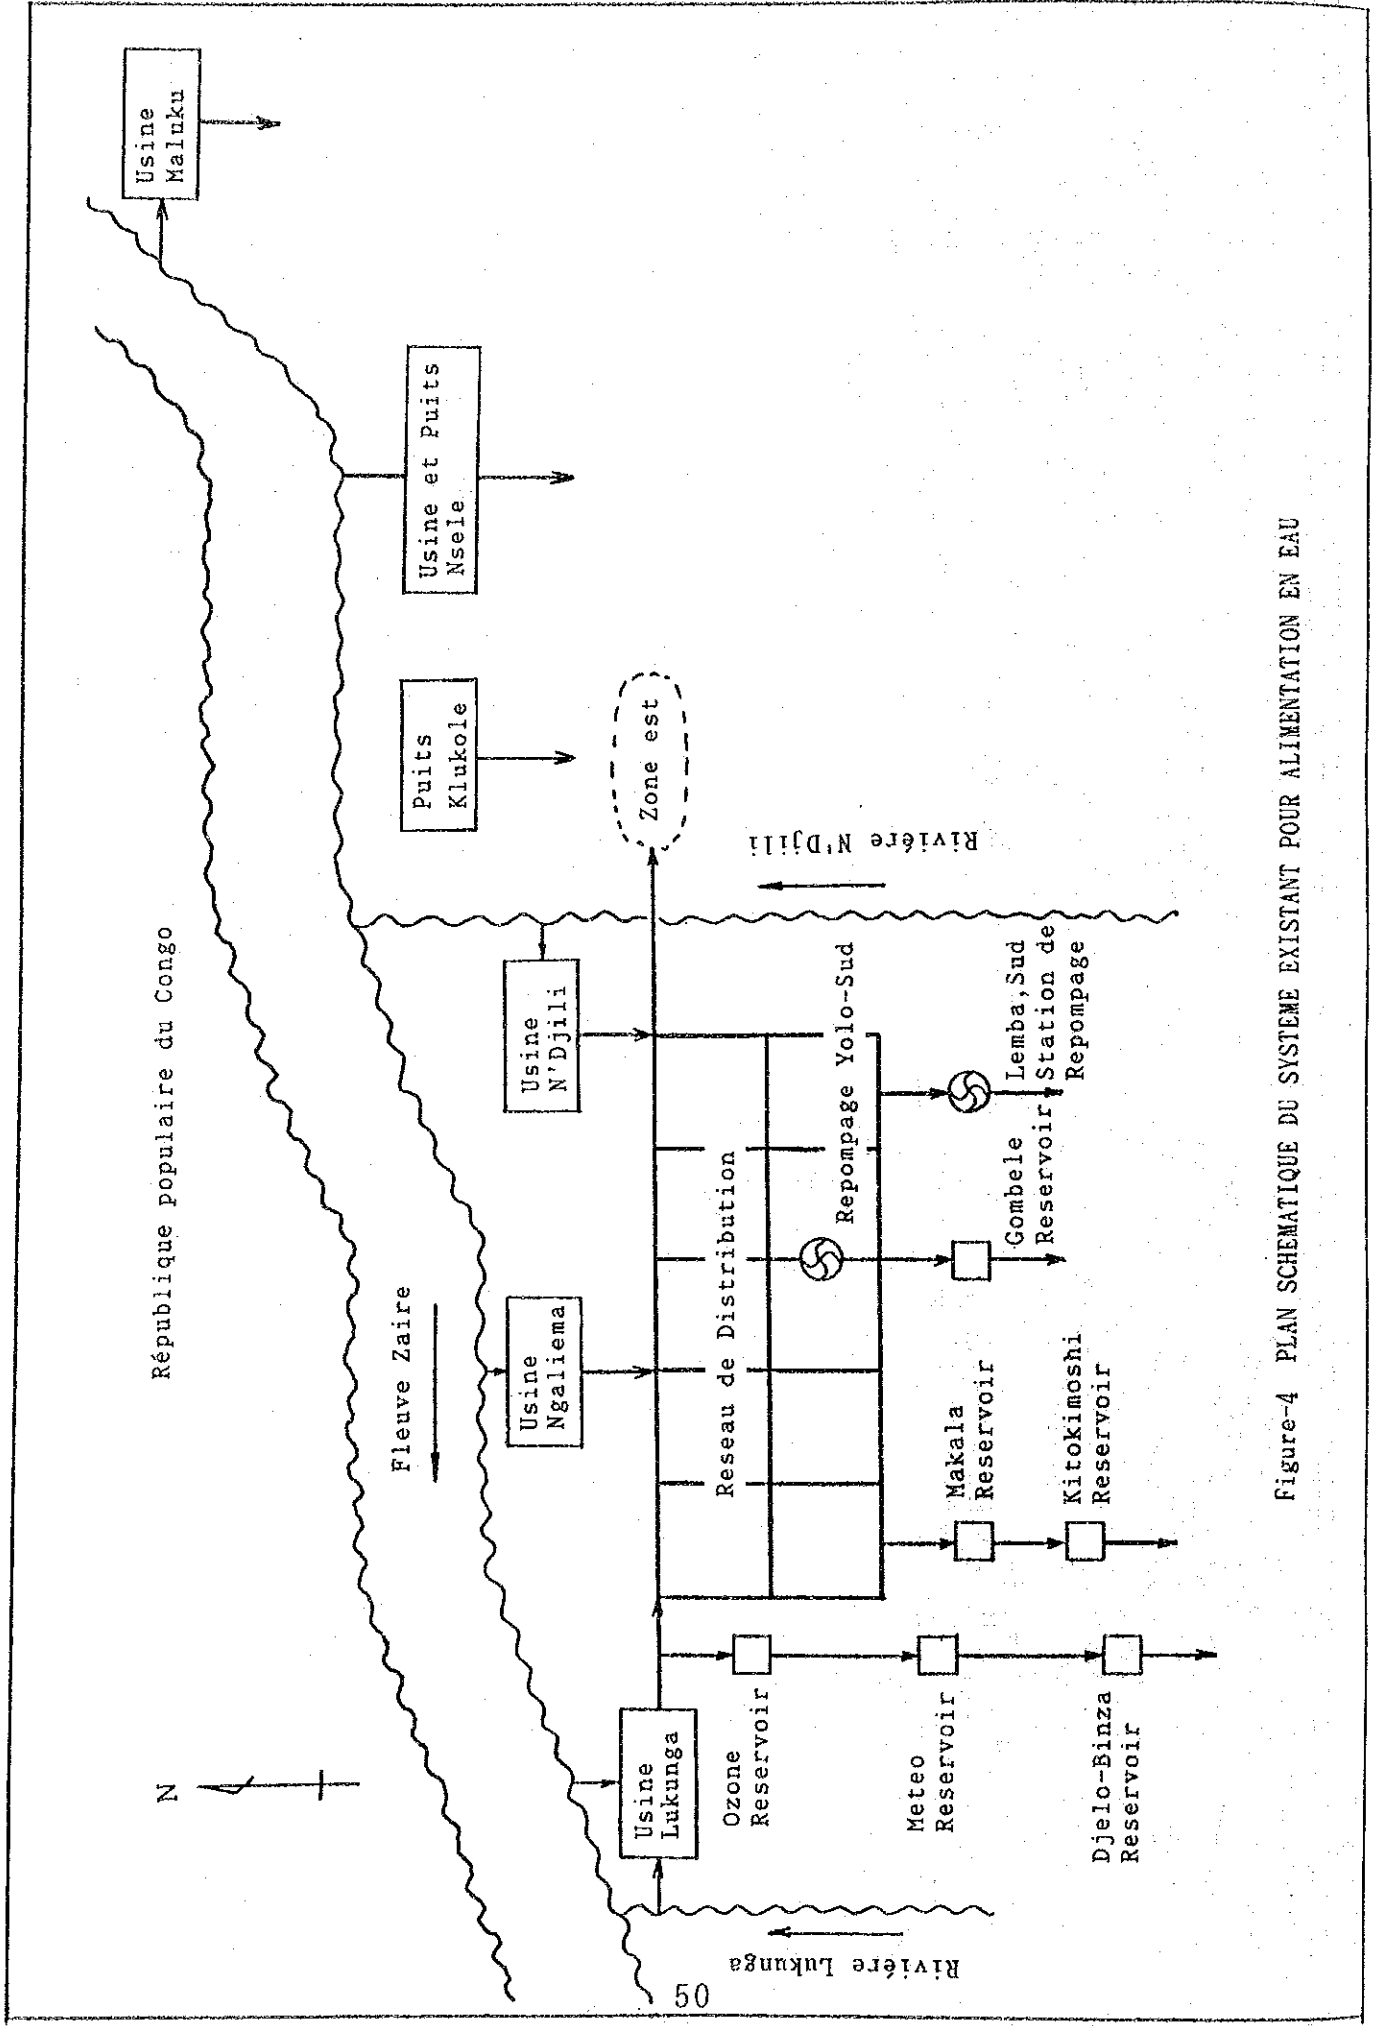 République populaire du Congo
N
Fleuve Zaire
Usine
Maluku
Usine et Puits
Nsele
Puits
Klukole
Zone est
Usine
N'Djili
Usine
Ngaliema
Usine
Lukunga
Riviére N'Djili
Riviére Lukunga
Reseau de Distribution
Repompage Yolo-Sud
Ozone
Reservoir
Meteo
Reservoir
Djelo-Binza
Reservoir
Makala
Reservoir
Kitokimoshi
Reservoir
Gombele
Reservoir
Lemba,Sud
Station de
Repompage
Figure-4 PLAN SCHEMATIQUE DU SYSTEME EXISTANT POUR ALIMENTATION EN EAU
50